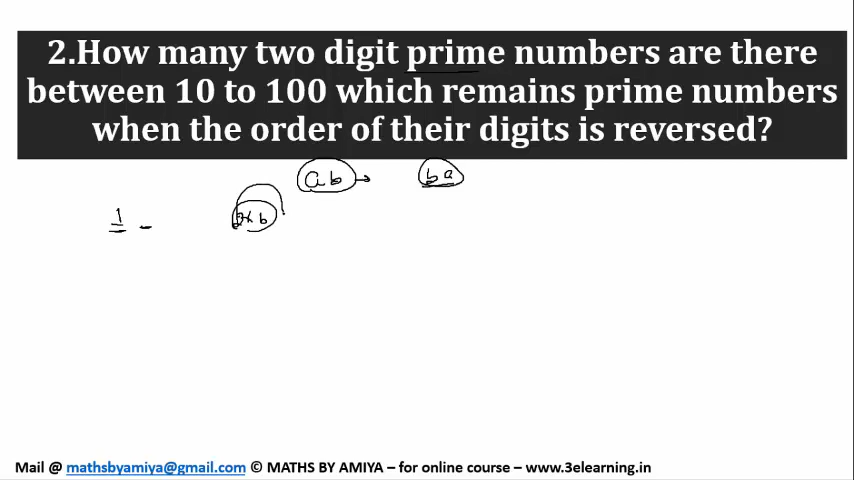 2.How many two digit prime numbers are there
between 10 to 100 which remains prime numbers
when the order of their digits is reversed?
ab → ba
1 -
Mail @ mathsbyamiya@gmail.com © MATHS BY AMIYA – for online course – www.3elearning.in